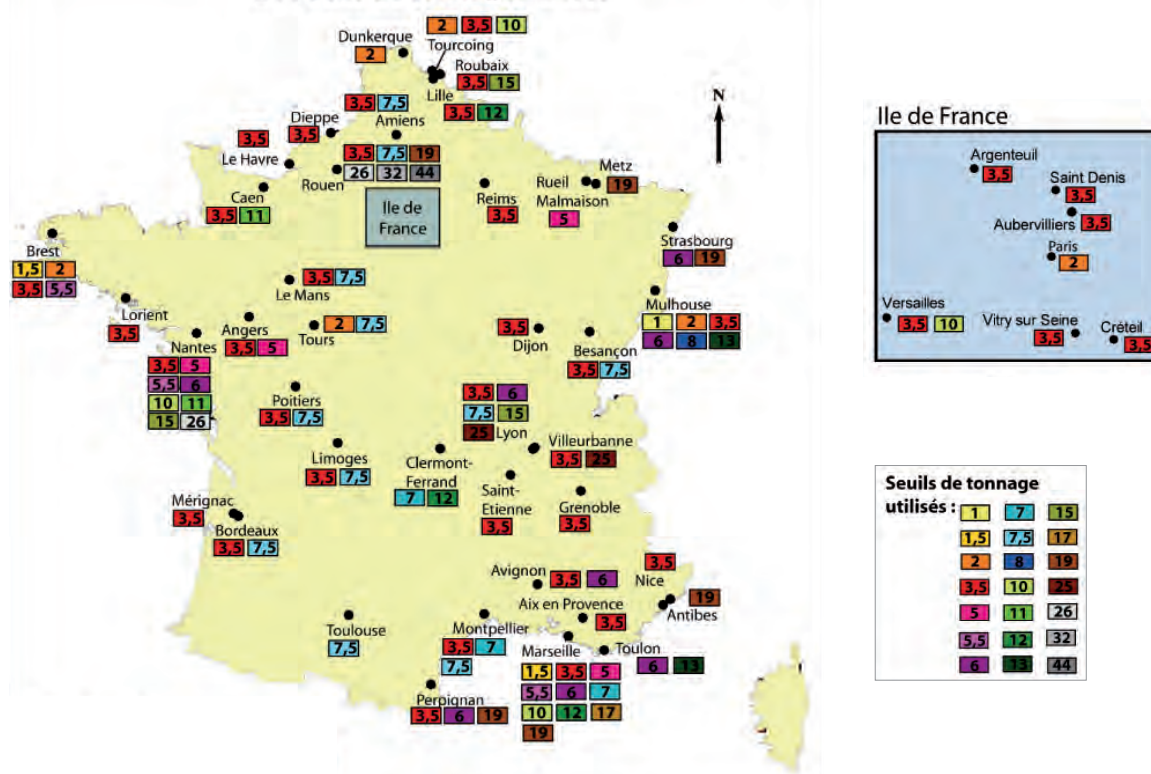 2 3,5 10
Dunkerque
Tourcoing
2
Roubaix
3,5 15
Lille
3,5 12
3,5 7,5
Dieppe
Amiens
3,5
3,5
Le Havre
3,5 7,5 19
26 32 44
Rouen
Caen
3,5 11
N
Metz
19
Rueil
Malmaison
5
Reims
3,5
Ile de
France
Strasbourg
6 19
Brest
1,5 2
3,5 5,5
3,5 7,5
Le Mans
Lorient
3,5
Angers
3,5 5
2 7,5
Tours
Nantes
3,5 5
5,5 6
10 11
15 26
Mulhouse
1 2 3,5
6 8 13
3,5
Dijon
Besançon
3,5 7,5
Poitiers
3,5 7,5
3,5 6
7,5 15
25 Lyon
Villeurbanne
3,5 25
Limoges
3,5 7,5
Clermont-
Ferrand
7 12
Saint-
Etienne
3,5
Grenoble
3,5
Mérignac
3,5
Bordeaux
3,5 7,5
Avignon 3,5 6
3,5
Nice
19
Antibes
Aix en Provence
3,5
Toulouse
7,5
Montpellier
3,5 7
7,5
Marseille
1,5 3,5 5
5,5 6 7
10 12 17
19
Toulon
6 13
Perpignan
3,5 6 19
Ile de France
Argenteuil
3,5
Saint Denis
3,5
Aubervilliers 3,5
Paris
2
Versailles
3,5 10
Vitry sur Seine
3,5
Créteil
3,5
Seuils de tonnage
utilisés :
1 7 15
1,5 7,5 17
2 8 19
3,5 10 25
5 11 26
5,5 12 32
6 13 44